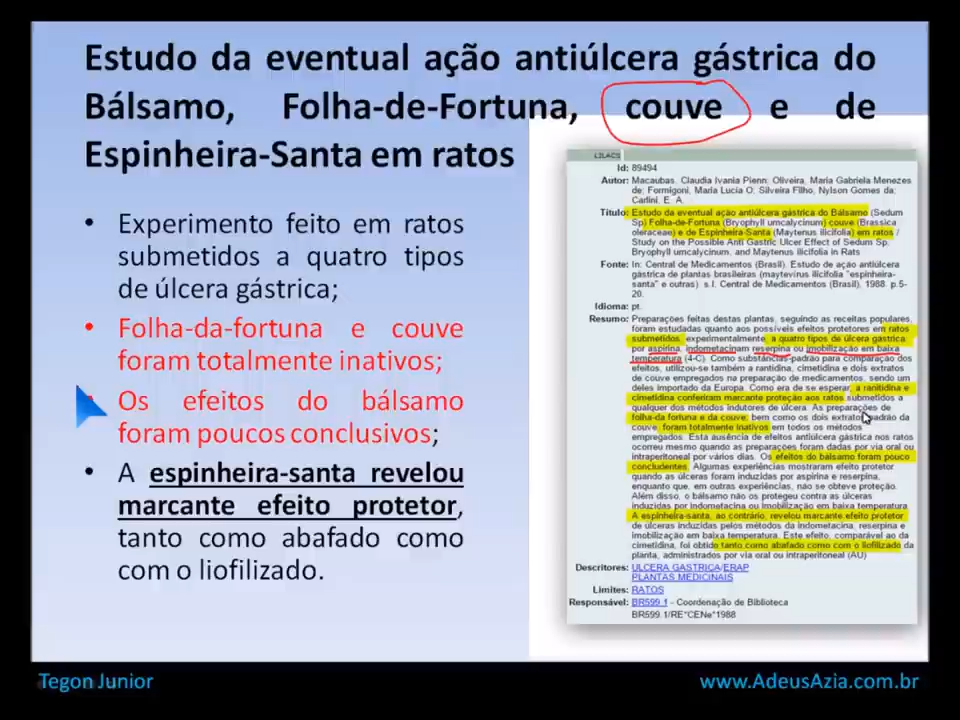 Estudo da eventual ação antiúlcera gástrica do
Bálsamo, Folha-de-Fortuna, couve e de
Espinheira-Santa em ratos
• Experimento feito em ratos
submetidos a quatro tipos
de úlcera gástrica;
• Folha-da-fortuna e couve
foram totalmente inativos;
Os efeitos do bálsamo
foram poucos conclusivos;
• A espinheira-santa revelou
marcante efeito protetor,
tanto como abafado como
com o liofilizado.
LILACS
Id: 89494
Autor: Macaubas, Claudia Ivania Pienn; Oliveira, Maria Gabriela Menezes
de; Formigoni, Maria Lucia O; Silveira Filho, Nylson Gomes da;
Carlini, E. A.
Título: Estudo da eventual ação antiúlcera gástrica do Bálsamo (Sedum
Sp) Folha-de-Fortuna (Bryophyllum umcalycinum) couve (Brassica
oleraceae) e de Espinheira-Santa (Maytenus ilicifolia) em ratos /
Study on the Possible Anti Gastric Ulcer Effect of Sedum Sp.
Bryophyllum umcalycinum, and Maytenus ilicifolia in Rats
Fonte: In: Central de Medicamentos (Brasil). Estudo de ação antiúlcera
gástrica de plantas brasileiras (maytevirus ilicifolia "espinheira-
santa" e outras). s.l, Central de Medicamentos (Brasil), 1988. p.5-
20.
Idioma: pt.
Resumo: Preparações feitas destas plantas, seguindo as receitas populares,
foram estudadas quanto aos possíveis efeitos protetores em ratos
submetidos, experimentalmente, a quatro tipos de úlcera gástrica:
por aspirina, indometacinam reserpina ou imobilização em baixa
temperatura (4-C). Como substâncias-padrão para comparação dos
efeitos, utilizou-se também a rantidina, cimetidina e dois extratos
de couve empregados na preparação de medicamentos, sendo um
deles importado da Europa. Como era de se esperar, a ranitidina e
cimetidina conferiram marcante proteção aos ratos submetidos a
qualquer dos métodos indutores de úlcera. As preparações de
folha-da fortuna e da couve; bem como os dois extratos padrão da
couve, foram totalmente inativos em todos os métodos
empregados. Esta ausência de efeitos antiúlcera gástrica nos ratos
ocorreu mesmo quando as preparações foram dadas por via oral ou
intraperitoneal por vários dias. Os efeitos do bálsamo foram pouco
concludentes. Algumas experiências mostraram efeito protetor
quando as úlceras foram induzidas por aspirina e reserpina,
enquanto que, em outras experiências, não se obteve proteção.
Além disso, o bálsamo não os protegeu contra as úlceras
induzidas por indometacina ou imobilização em baixa temperatura.
A espinheira-santa, ao contrário, revelou marcante efeito protetor
de úlceras induzidas pelos métodos da indometacina, reserpina e
imobilização em baixa temperatura. Este efeito, comparável ao da
cimetidina, foi obtido tanto como abafado como com o liofilizado da
planta, administrados por via oral ou intraperitoneal (AU)
Descritores: ULCERA GASTRICA/ERAP
PLANTAS MEDICINAIS
Limites: RATOS
Responsável: BR599.1 - Coordenação de Biblioteca
BR599.1/RE*CENe*1988
Tegon Junior
www.AdeusAzia.com.br